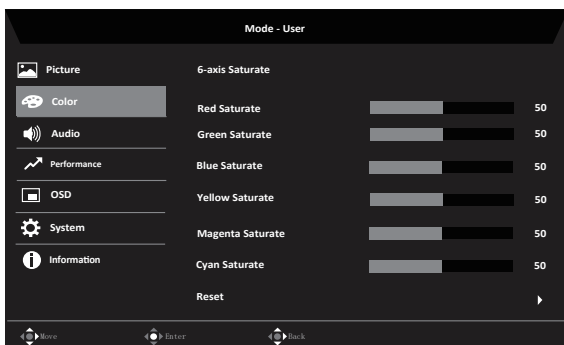 Mode - User
Picture
6-axis Saturate
Color
Red Saturate 50
Audio
Green Saturate 50
Performance
Blue Saturate 50
OSD
Yellow Saturate 50
System
Magenta Saturate 50
Information
Cyan Saturate 50
Reset
Move Enter Back